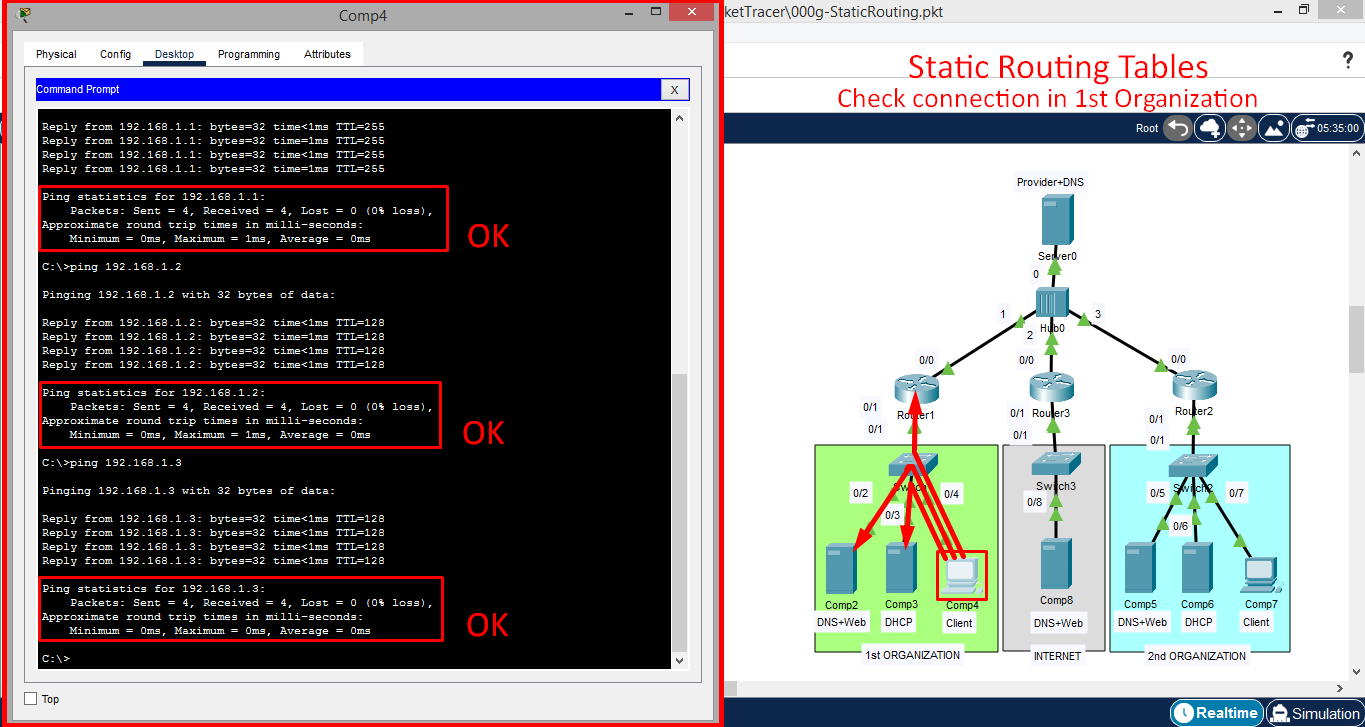 Comp4
ketTracer\000g-StaticRouting.pkt
Physical Config Desktop Programming Attributes
Command Prompt
X
Reply from 192.168.1.1: bytes=32 time<1ms TTL=255
Reply from 192.168.1.1: bytes=32 time=1ms TTL=255
Reply from 192.168.1.1: bytes=32 time=1ms TTL=255
Reply from 192.168.1.1: bytes=32 time<1ms TTL=255
Ping statistics for 192.168.1.1:
Packets: Sent = 4, Received = 4, Lost = 0 (0% loss),
Approximate round trip times in milli-seconds:
Minimum = 0ms, Maximum = 1ms, Average = 0ms
OK
C:\>ping 192.168.1.2
Pinging 192.168.1.2 with 32 bytes of data:
Reply from 192.168.1.2: bytes=32 time<1ms TTL=128
Reply from 192.168.1.2: bytes=32 time=1ms TTL=128
Reply from 192.168.1.2: bytes=32 time<1ms TTL=128
Reply from 192.168.1.2: bytes=32 time<1ms TTL=128
Ping statistics for 192.168.1.2:
Packets: Sent = 4, Received = 4, Lost = 0 (0% loss),
Approximate round trip times in milli-seconds:
Minimum = 0ms, Maximum = 1ms, Average = 0ms
OK
C:\>ping 192.168.1.3
Pinging 192.168.1.3 with 32 bytes of data:
Reply from 192.168.1.3: bytes=32 time<1ms TTL=128
Reply from 192.168.1.3: bytes=32 time<1ms TTL=128
Reply from 192.168.1.3: bytes=32 time<1ms TTL=128
Reply from 192.168.1.3: bytes=32 time<1ms TTL=128
Ping statistics for 192.168.1.3:
Packets: Sent = 4, Received = 4, Lost = 0 (0% loss),
Approximate round trip times in milli-seconds:
Minimum = 0ms, Maximum = 0ms, Average = 0ms
OK
C:\>
Top
Static Routing Tables
Check connection in 1st Organization
?
Root 05:35:00
Provider+DNS
Server0
0
Hub0
1
2
3
0/0
0/0
0/0
Router1
Router3
Router2
0/1
0/1
0/1
0/1
0/1
0/1
Switch3
Switch2
0/2
0/3
0/4
0/8
0/5
0/6
0/7
Comp2
Comp3
Comp4
Comp8
Comp5
Comp6
Comp7
DNS+Web
DHCP
Client
DNS+Web
DNS+Web
DHCP
Client
1st ORGANIZATION
INTERNET
2nd ORGANIZATION
Realtime
Simulation